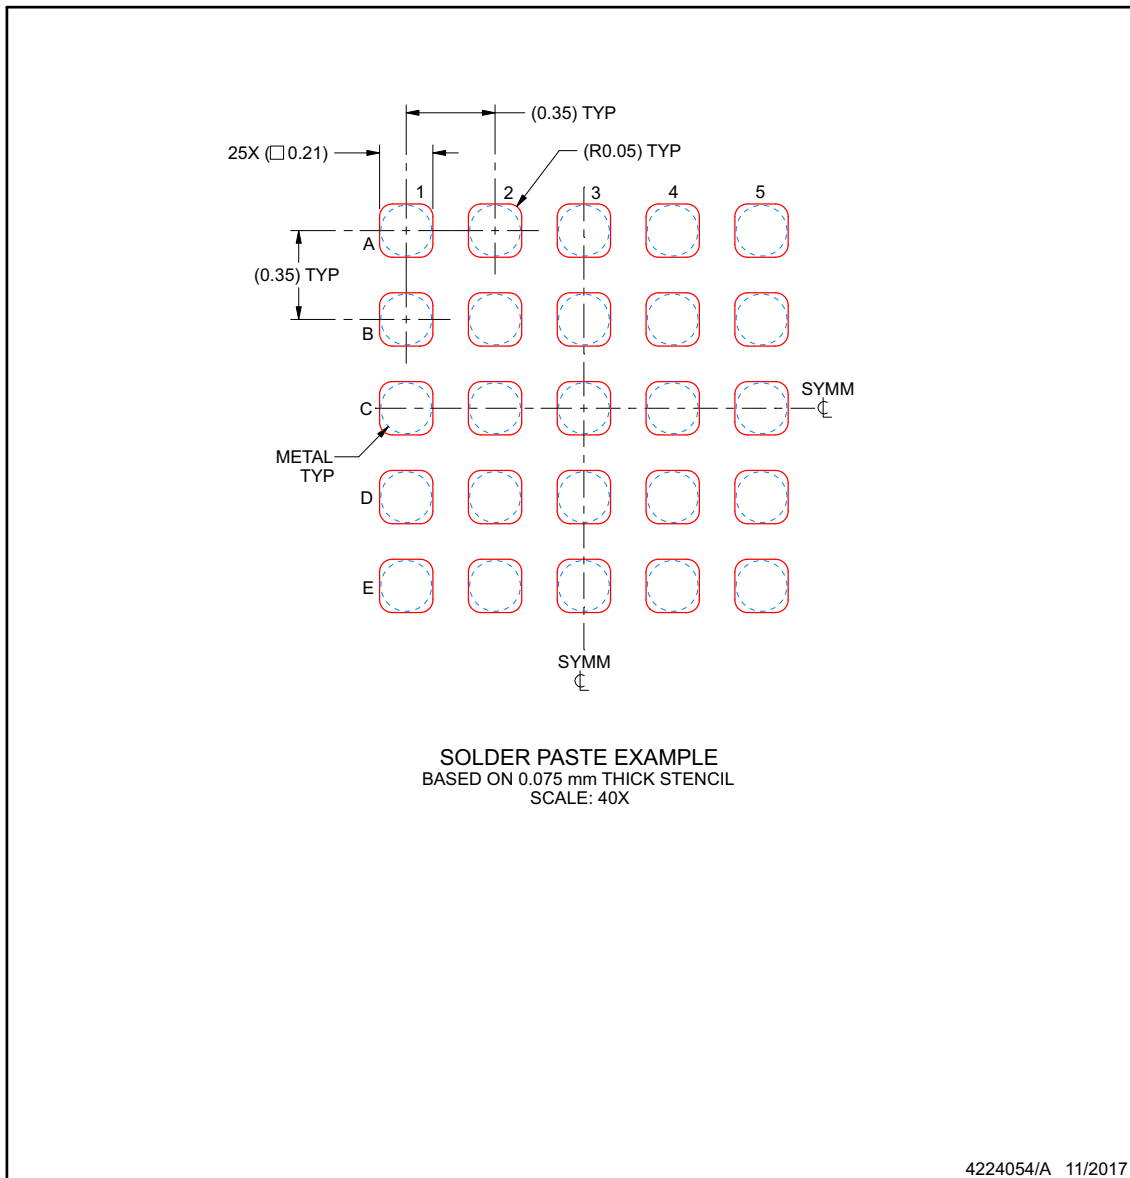 (0.35) TYP
25X (□ 0.21)
(R0.05) TYP
1 2 3 4 5
A
(0.35) TYP
B
SYMM
℄
C
METAL
TYP
D
E
SYMM
℄
SOLDER PASTE EXAMPLE
BASED ON 0.075 mm THICK STENCIL
SCALE: 40X
4224054/A 11/2017